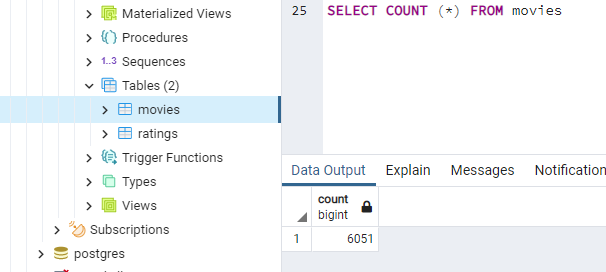 Materialized Views
Procedures
1..3 Sequences
Tables (2)
movies
ratings
Trigger Functions
Types
Views
Subscriptions
postgres
25 SELECT COUNT (*) FROM movies
Data Output Explain Messages Notification
count
bigint
1 6051